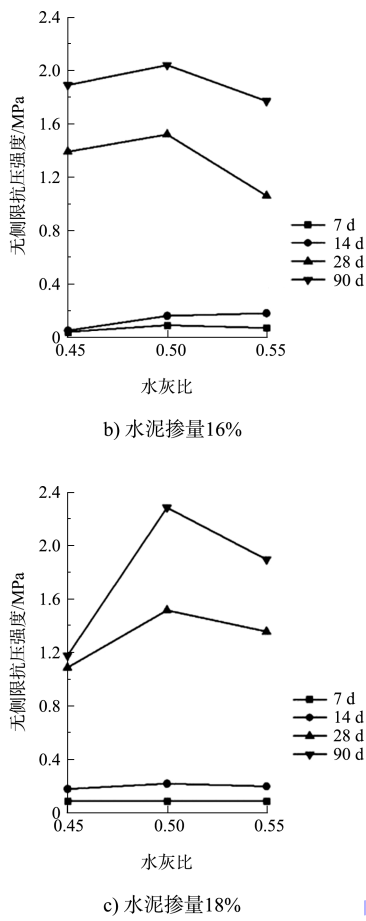 2.4
2.0
1.6
1.2
0.8
0.4
0
无侧限抗压强度/MPa
7 d
14 d
28 d
90 d
0.45
0.50
0.55
水灰比
b) 水泥掺量16%
2.4
2.0
1.6
1.2
0.8
0.4
0
无侧限抗压强度/MPa
7 d
14 d
28 d
90 d
0.45
0.50
0.55
水灰比
c) 水泥掺量18%